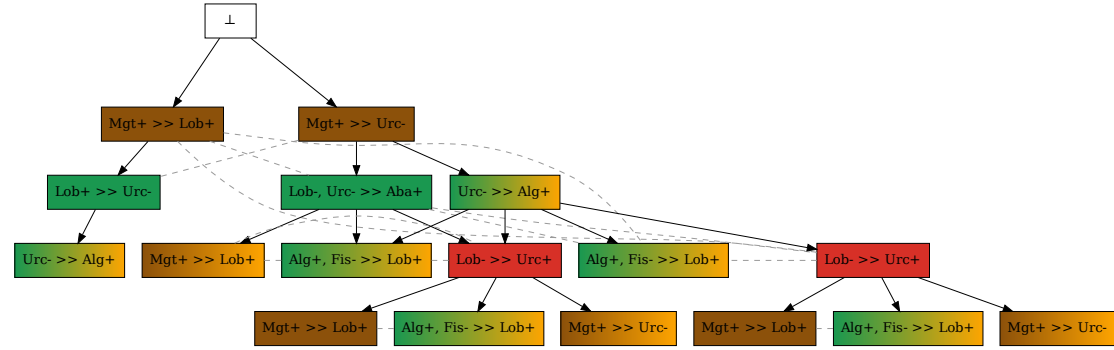 ⊥
Mgt+ >> Lob+
Mgt+ >> Urc-
Lob+ >> Urc-
Lob-, Urc- >> Aba+
Urc- >> Alg+
Urc- >> Alg+
Mgt+ >> Lob+
Alg+, Fis- >> Lob+
Lob- >> Urc+
Alg+, Fis- >> Lob+
Lob- >> Urc+
Mgt+ >> Lob+
Alg+, Fis- >> Lob+
Mgt+ >> Urc-
Mgt+ >> Lob+
Alg+, Fis- >> Lob+
Mgt+ >> Urc-